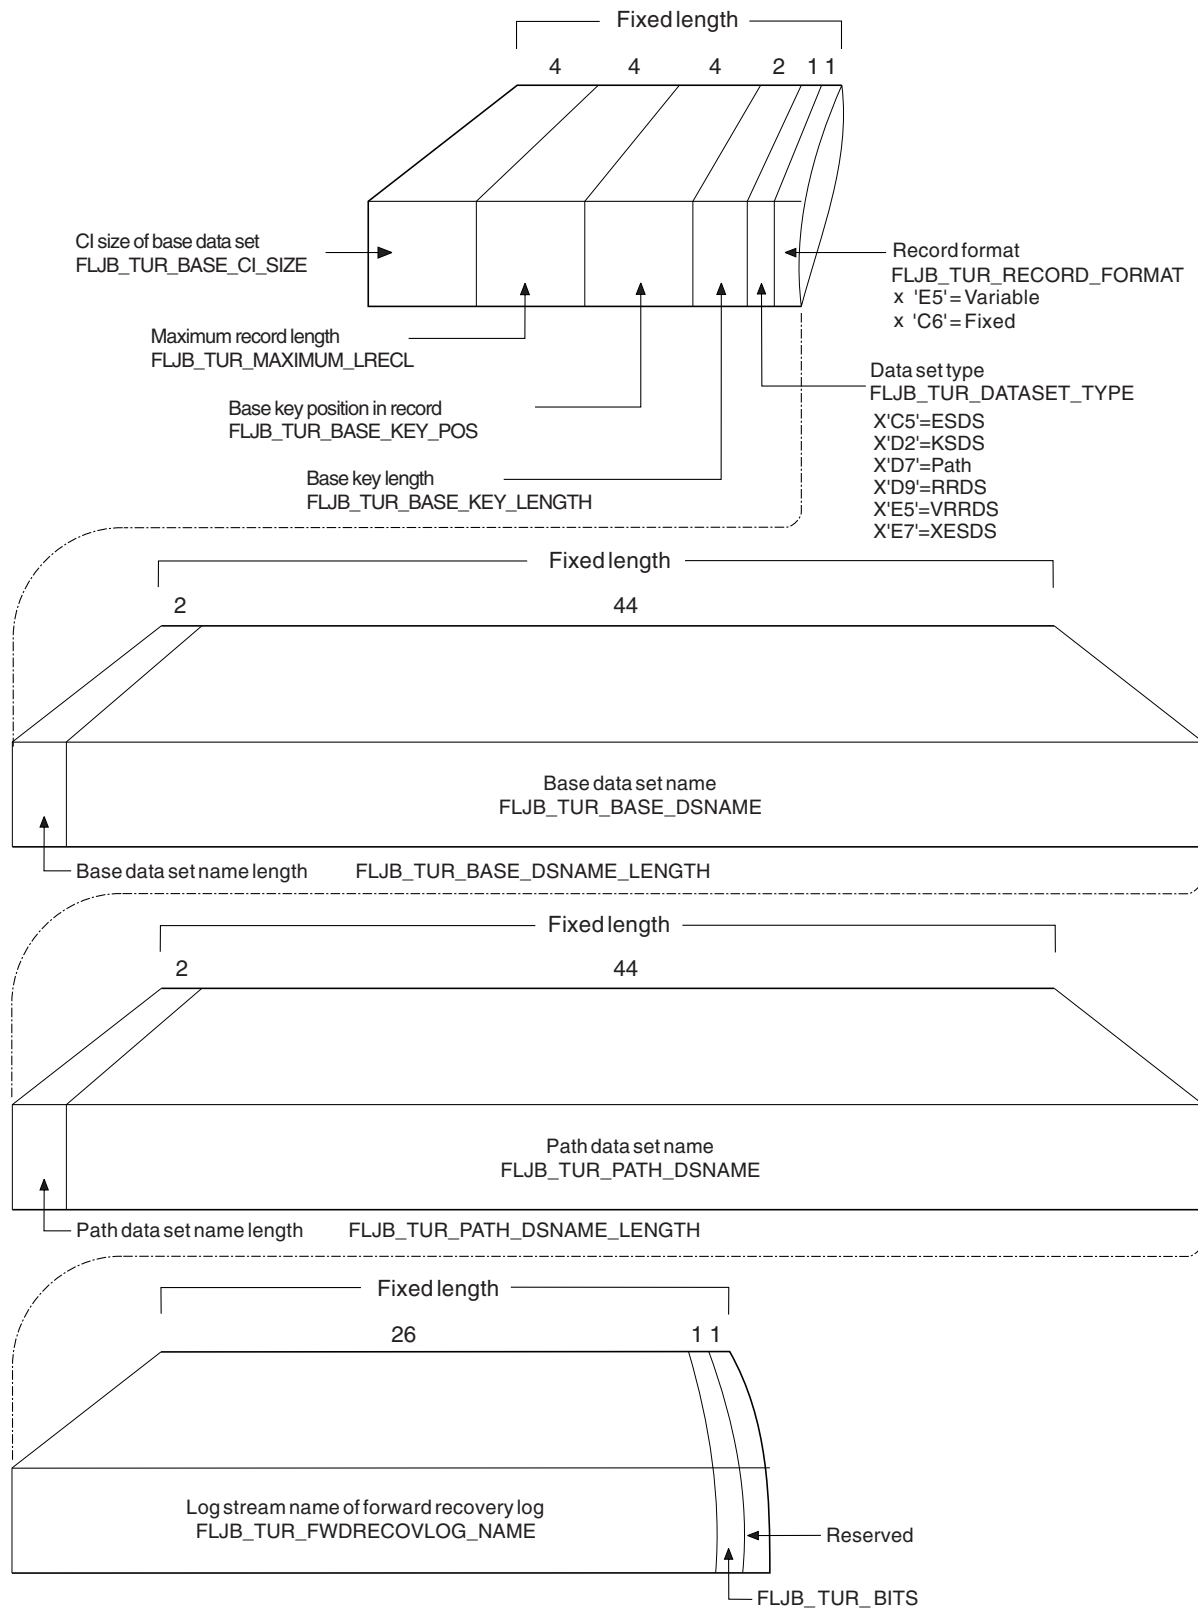 Fixed length
4 4 4 2 1 1
CI size of base data set
FLJB_TUR_BASE_CI_SIZE
Record format
FLJB_TUR_RECORD_FORMAT
x 'E5'=Variable
x 'C6'=Fixed
Maximum record length
FLJB_TUR_MAXIMUM_LRECL
Data set type
FLJB_TUR_DATASET_TYPE
X'C5'=ESDS
X'D2'=KSDS
X'D7'=Path
X'D9'=RRDS
X'E5'=VRRDS
X'E7'=XESDS
Base key position in record
FLJB_TUR_BASE_KEY_POS
Base key length
FLJB_TUR_BASE_KEY_LENGTH
Fixed length
2 44
Base data set name
FLJB_TUR_BASE_DSNAME
Base data set name length FLJB_TUR_BASE_DSNAME_LENGTH
Fixed length
2 44
Path data set name
FLJB_TUR_PATH_DSNAME
Path data set name length FLJB_TUR_PATH_DSNAME_LENGTH
Fixed length
26 1 1
Log stream name of forward recovery log
FLJB_TUR_FWDRECOVLOG_NAME
Reserved
FLJB_TUR_BITS